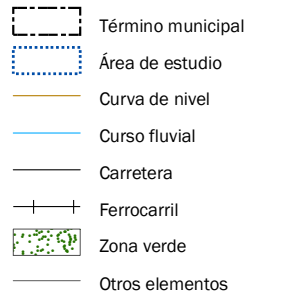 Término municipal
Área de estudio
Curva de nivel
Curso fluvial
Carretera
Ferrocarril
Zona verde
Otros elementos